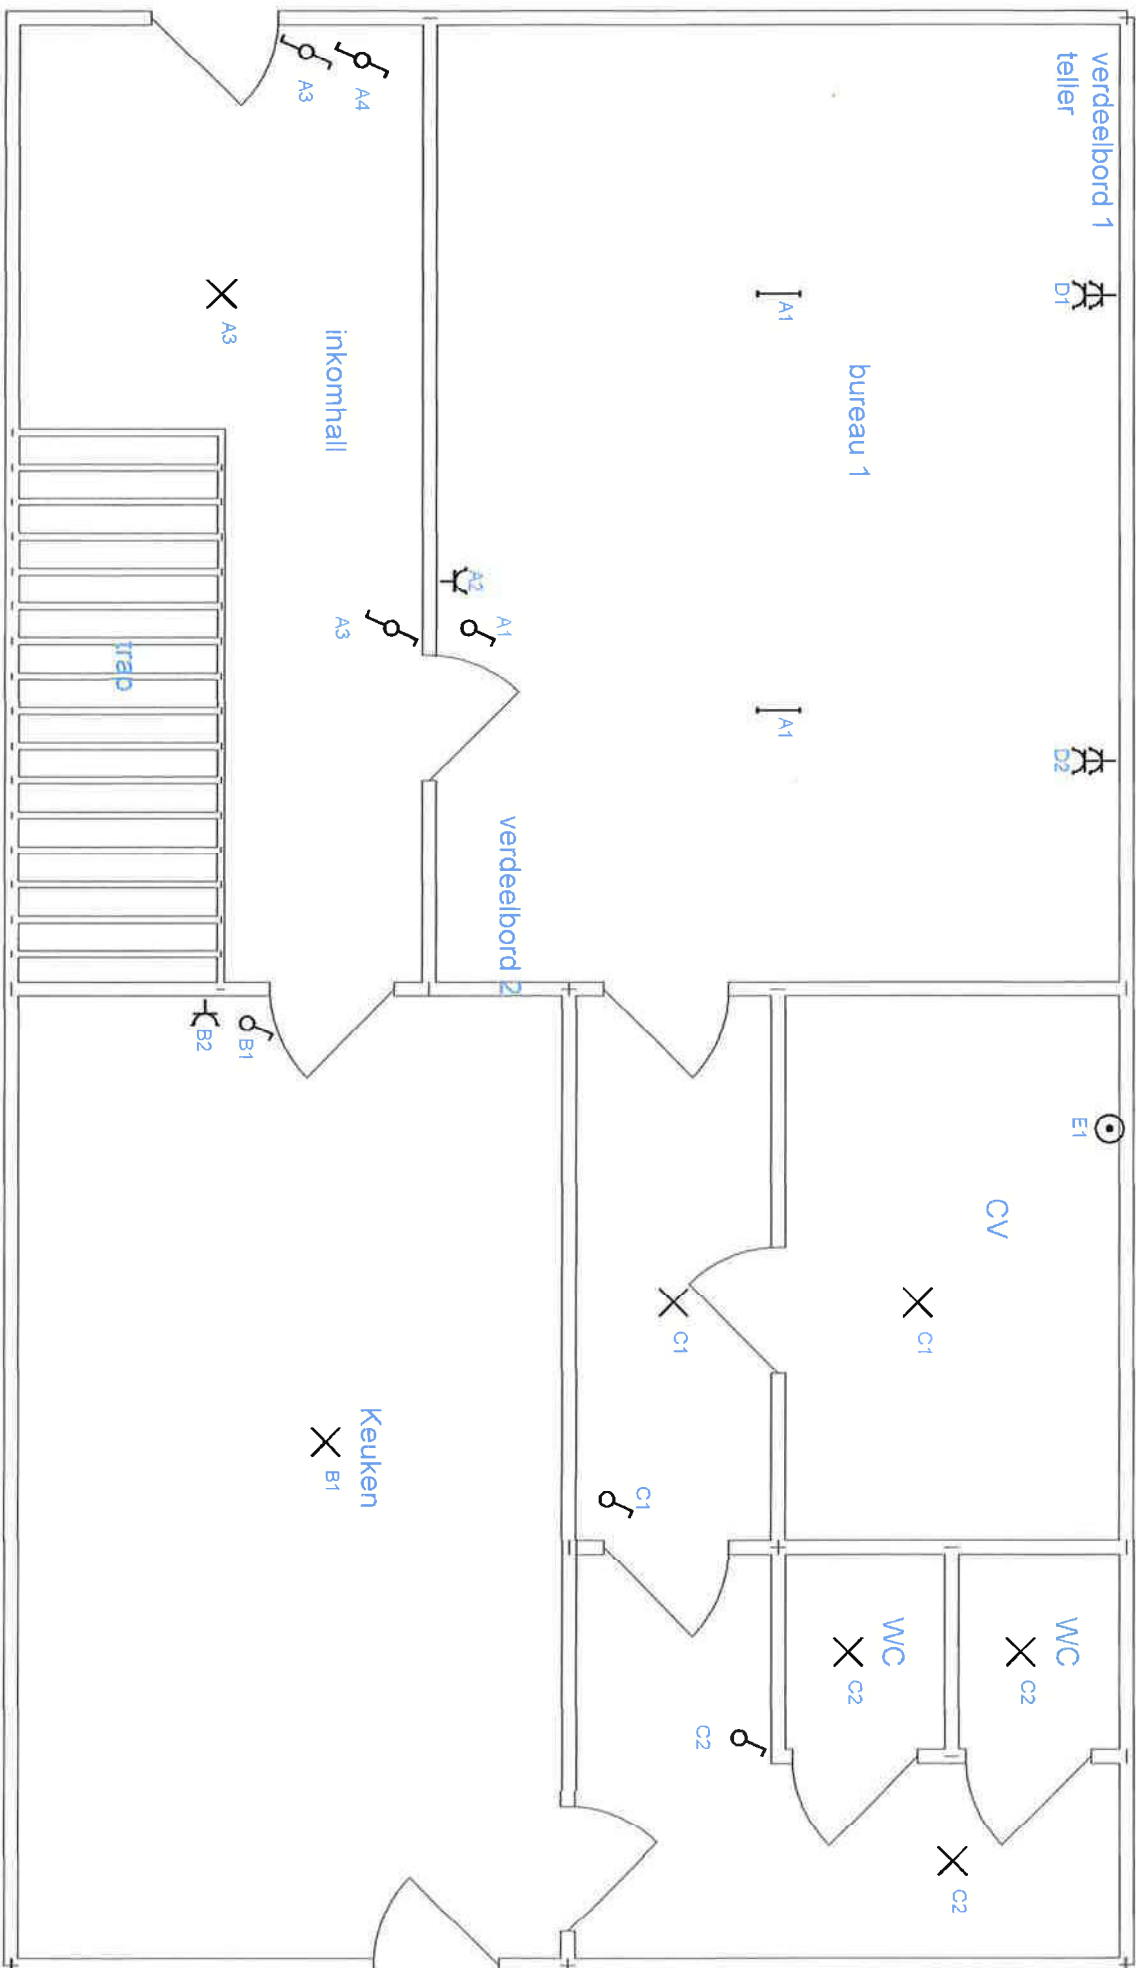 verdeelbord 1
teller
D1
D2
E1
A1
A1
bureau 1
CV
C1
WC
C2
WC
C2
C2
A2
A1
verdeelbord 2
C1
C1
C2
A4
A3
A3
inkomhall
A3
trap
B2
B1
Keuken
B1